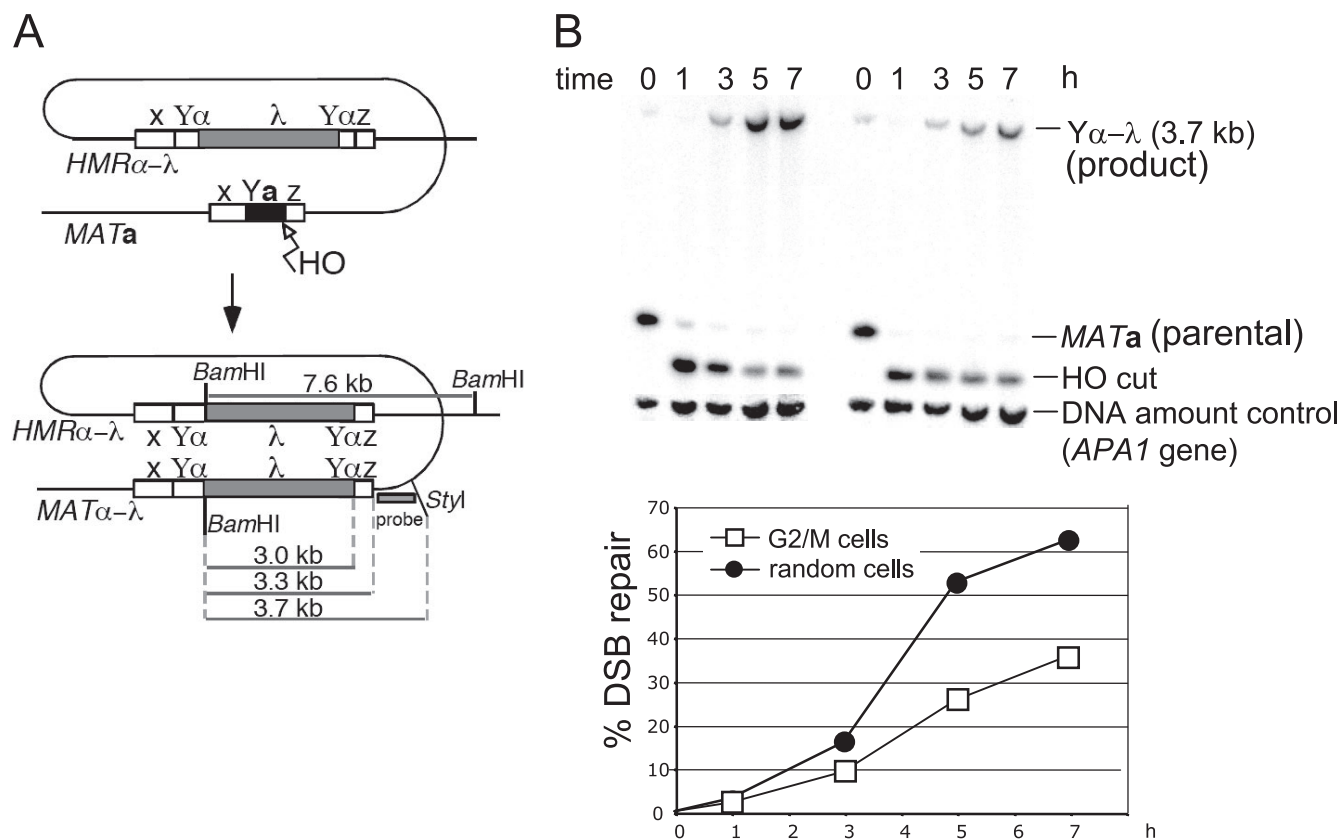 A
x Yα λ Yαz
HMRα–λ
x Ya z
MATa
HO
BamHI
7.6 kb
BamHI
HMRα–λ
x Yα λ Yαz
x Yα λ Yαz
MATα–λ
StyI
probe
BamHI
3.0 kb
3.3 kb
3.7 kb
B
time 0 1 3 5 7 0 1 3 5 7 h
Yα–λ (3.7 kb)
(product)
MATa (parental)
HO cut
DNA amount control
(APA1 gene)
% DSB repair
70
60
50
40
30
20
10
0
G2/M cells
random cells
0 1 2 3 4 5 6 7 h